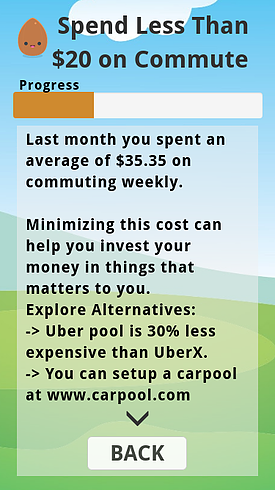 Spend Less Than
$20 on Commute
Progress
Last month you spent an
average of $35.35 on
commuting weekly.
Minimizing this cost can
help you invest your
money in things that
matters to you.
Explore Alternatives:
-> Uber pool is 30% less
expensive than UberX.
-> You can setup a carpool
at www.carpool.com
BACK